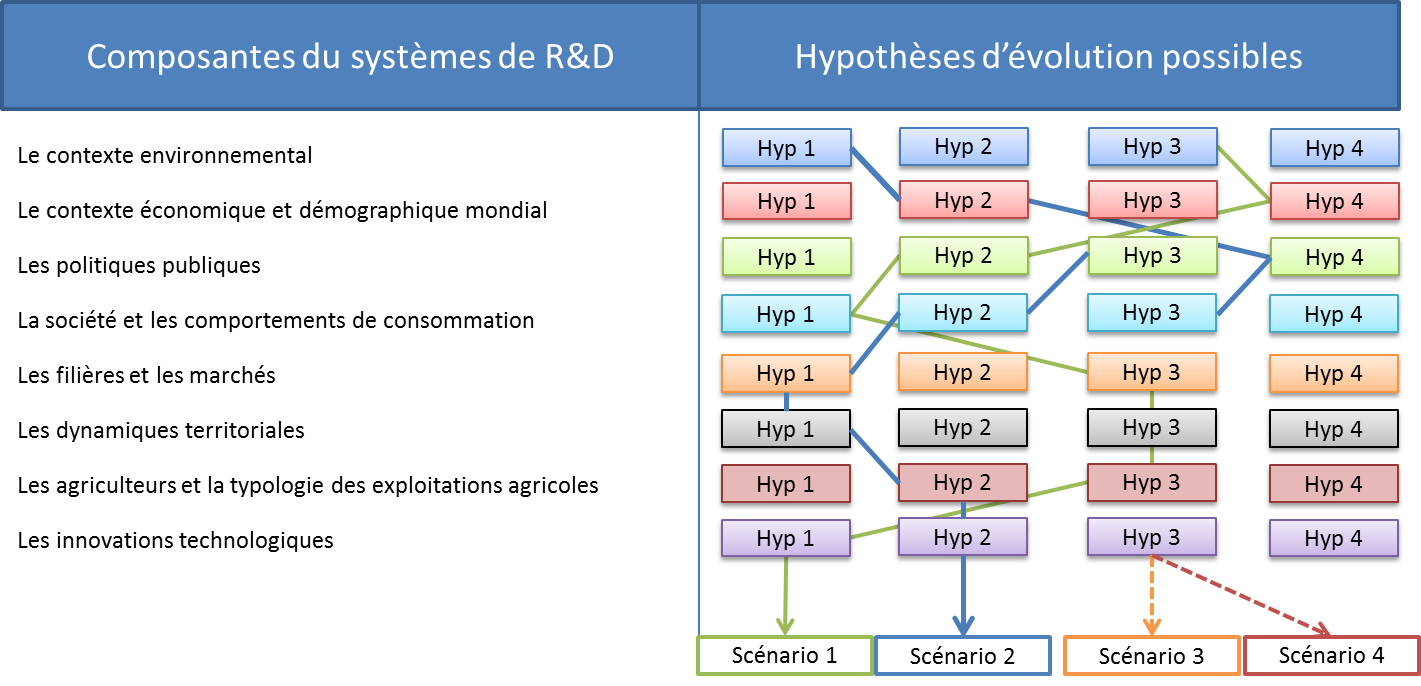 Composantes du systèmes de R&D
Hypothèses d’évolution possibles
Le contexte environnemental
Hyp 1
Hyp 2
Hyp 3
Hyp 4
Le contexte économique et démographique mondial
Hyp 1
Hyp 2
Hyp 3
Hyp 4
Les politiques publiques
Hyp 1
Hyp 2
Hyp 3
Hyp 4
La société et les comportements de consommation
Hyp 1
Hyp 2
Hyp 3
Hyp 4
Les filières et les marchés
Hyp 1
Hyp 2
Hyp 3
Hyp 4
Les dynamiques territoriales
Hyp 1
Hyp 2
Hyp 3
Hyp 4
Les agriculteurs et la typologie des exploitations agricoles
Hyp 1
Hyp 2
Hyp 3
Hyp 4
Les innovations technologiques
Hyp 1
Hyp 2
Hyp 3
Hyp 4
Scénario 1
Scénario 2
Scénario 3
Scénario 4